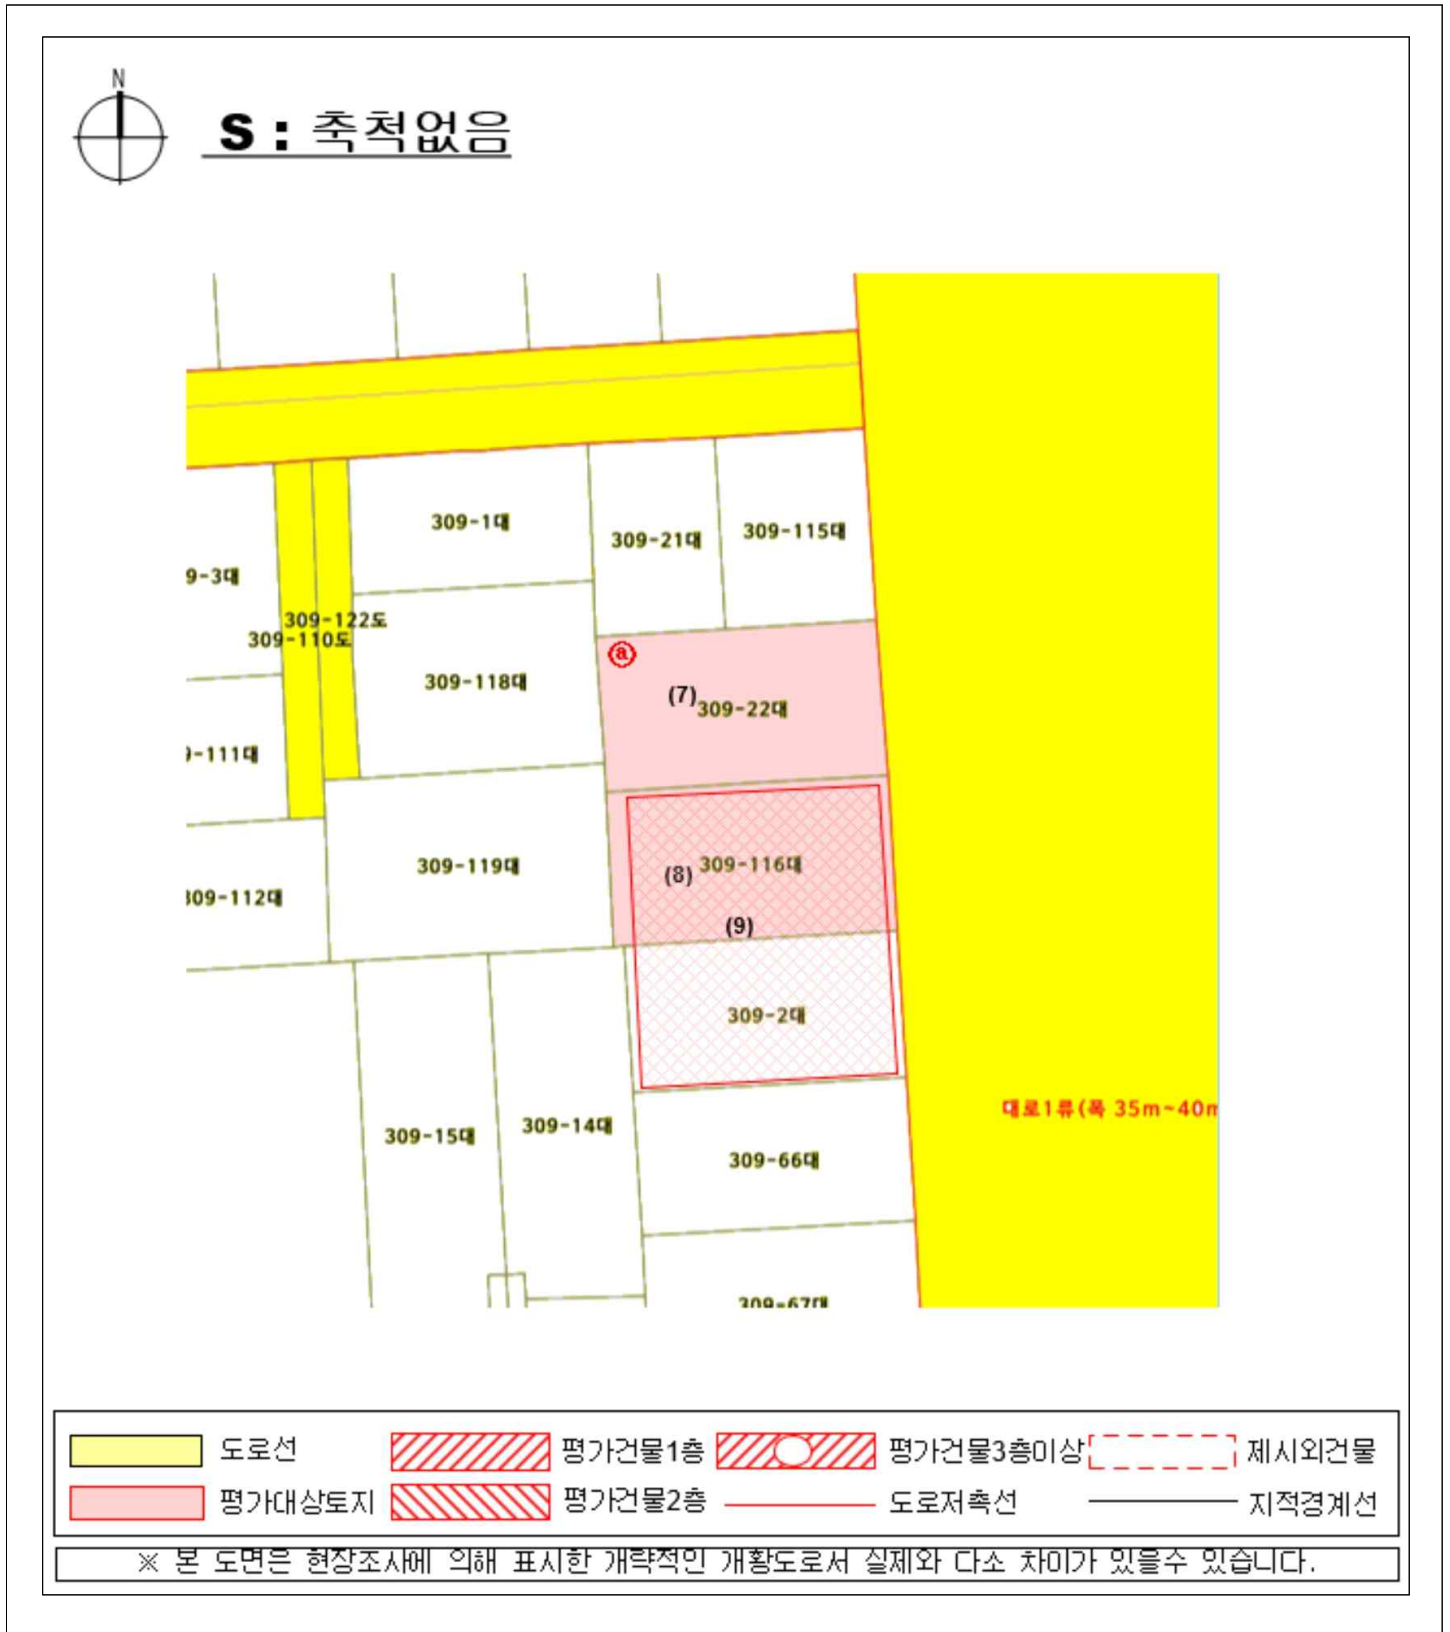 N
S : 축척없음
309-1대
309-21대
309-115대
9-3대
309-122도
309-110도
ⓐ
309-118대
(7)
309-22대
9-111대
309-119대
(8)
309-116대
309-112대
(9)
309-2대
대로1류(폭 35m~40m
309-15대
309-14대
309-66대
309-67대
도로선
평가건물1층
평가건물3층이상
제시외건물
평가대상토지
평가건물2층
도로저촉선
지적경계선
※ 본 도면은 현장조사에 의해 표시한 개략적인 개황도로서 실제와 다소 차이가 있을수 있습니다.